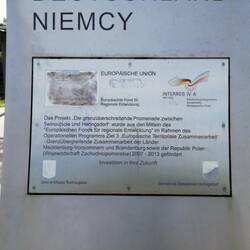 DEUTSCHLAND
NIEMCY
EUROPÄISCHE UNION
Europäischer Fonds für
Regionale Entwicklung
INTERREG IV A
Das Projekt „Die grenzüberschreitende Promenade zwischen
Swinoujscie und Heringsdorf" wurde aus den Mitteln des
"Europäischen Fonds für regionale Entwicklung" im Rahmen des
Operationellen Programms Ziel 3 „Europäische Territoriale Zusammenarbeit
-Grenzübergreifende Zusammenarbeit" der Länder
Mecklenburg-Vorpommern und Brandenburg sowie der Republik Polen
(Wojewodschaft Zachodniopomorskie) 2007 - 2013 gefördert
Investition in Ihre Zukunft